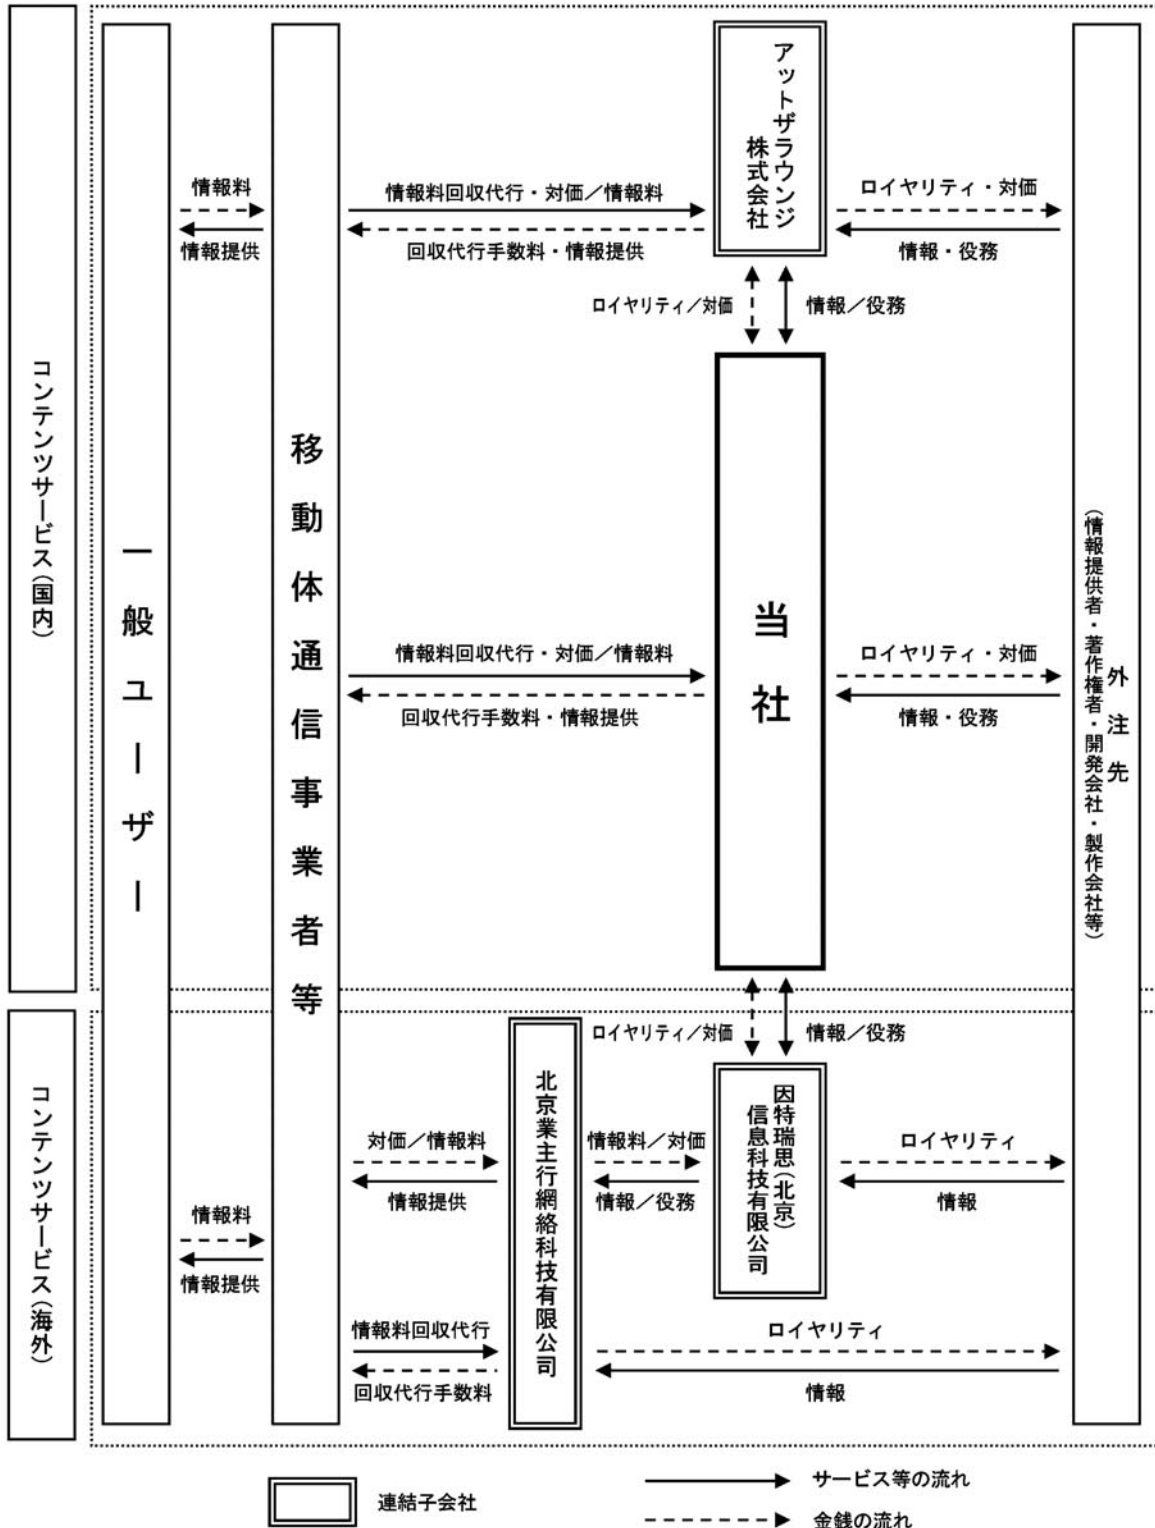 コンテンツサービス(国内)
一般ユーザー
移動体通信事業者等
アットザラウンジ
株式会社
情報料
情報提供
情報料回収代行・対価／情報料
回収代行手数料・情報提供
ロイヤリティ・対価
情報・役務
ロイヤリティ／対価
情報／役務
当社
情報料回収代行・対価／情報料
回収代行手数料・情報提供
ロイヤリティ・対価
情報・役務
外注先
(情報提供者・著作権者・開発会社・製作会社等)
ロイヤリティ／対価
情報／役務
コンテンツサービス(海外)
北京業主行網絡科技有限公司
因特瑞思(北京)
信息科技有限公司
対価／情報料
情報提供
情報料／対価
情報／役務
ロイヤリティ
情報
情報料
情報提供
情報料回収代行
回収代行手数料
ロイヤリティ
情報
連結子会社
サービス等の流れ
金銭の流れ